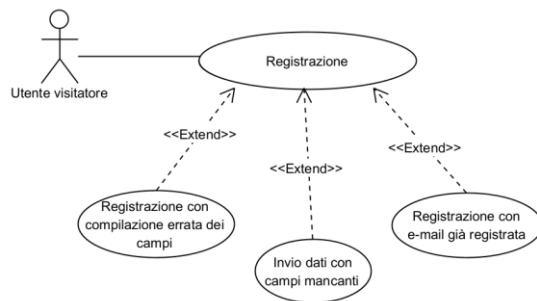 Registrazione
Utente visitatore
<<Extend>>
<<Extend>>
<<Extend>>
Registrazione con
compilazione errata dei
campi
Invio dati con
campi mancanti
Registrazione con
e-mail già registrata